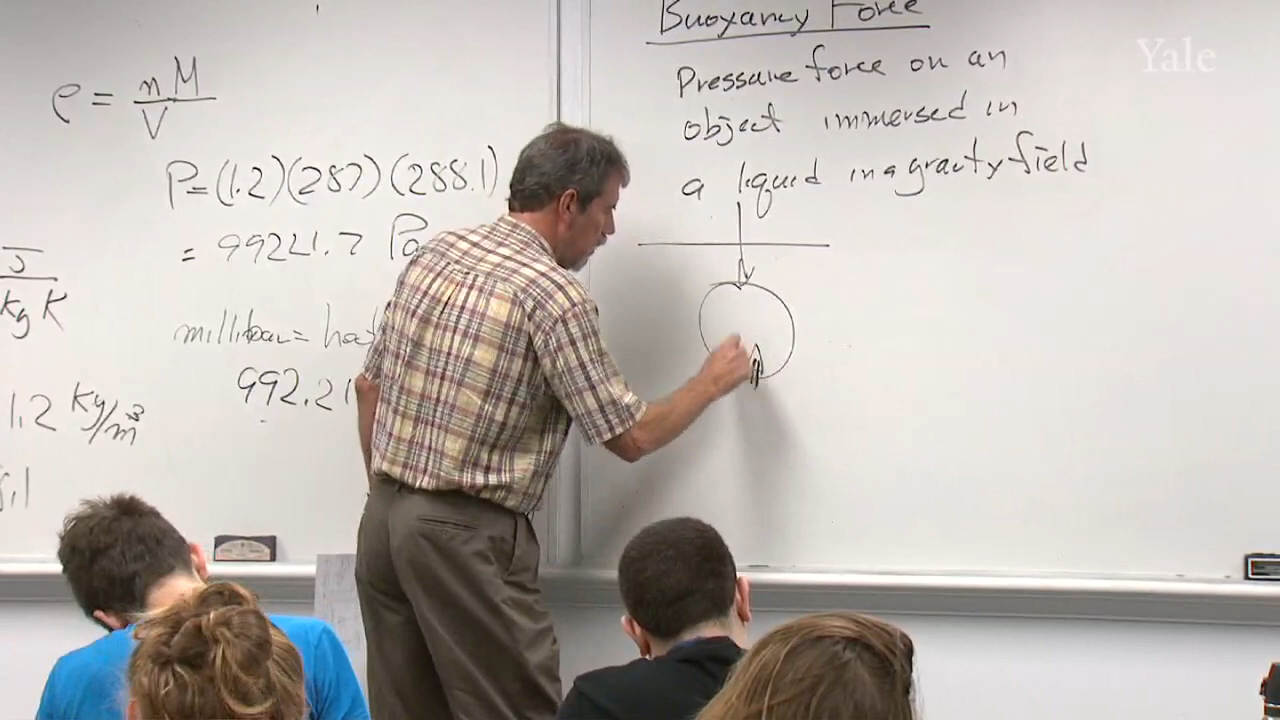 ρ = nM/V
P=(1.2)(287)(288.1)
= 99221.7 Pa
J/kg K
millibar = 
992.21
1.2 kg/m³
Buoyancy Force
Pressure force on an
object immersed in
a liquid in a gravity field
Yale